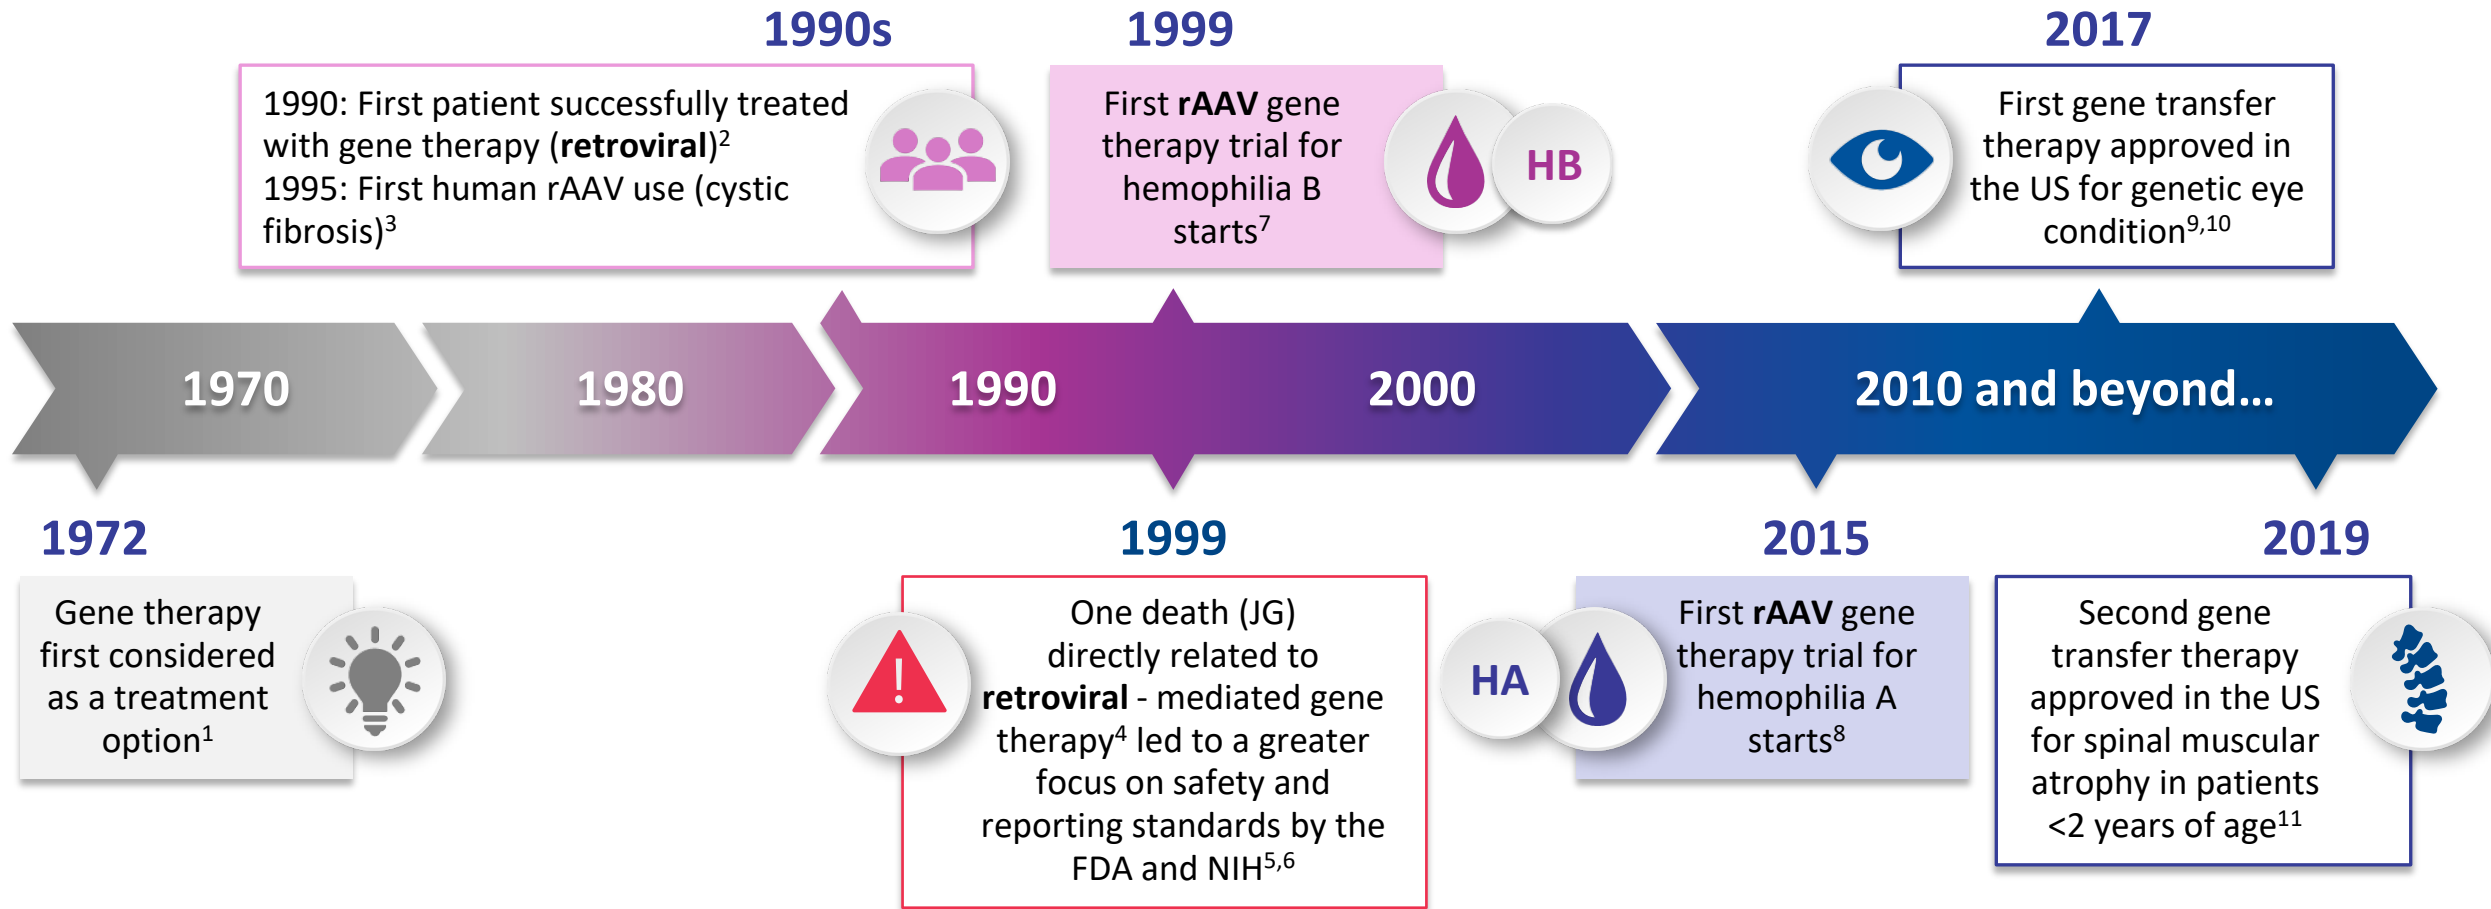 1990s
1990: First patient successfully treated
with gene therapy (retroviral)2
1995: First human rAAV use (cystic
fibrosis)3
1999
First rAAV gene
therapy trial for
hemophilia B
starts7
HB
2017
First gene transfer
therapy approved in
the US for genetic eye
condition9,10
1970
1980
1990
2000
2010 and beyond…
1972
Gene therapy
first considered
as a treatment
option1
1999
!
One death (JG)
directly related to
retroviral - mediated gene
therapy4 led to a greater
focus on safety and
reporting standards by the
FDA and NIH5,6
2015
HA
First rAAV gene
therapy trial for
hemophilia A
starts8
2019
Second gene
transfer therapy
approved in the US
for spinal muscular
atrophy in patients
<2 years of age11